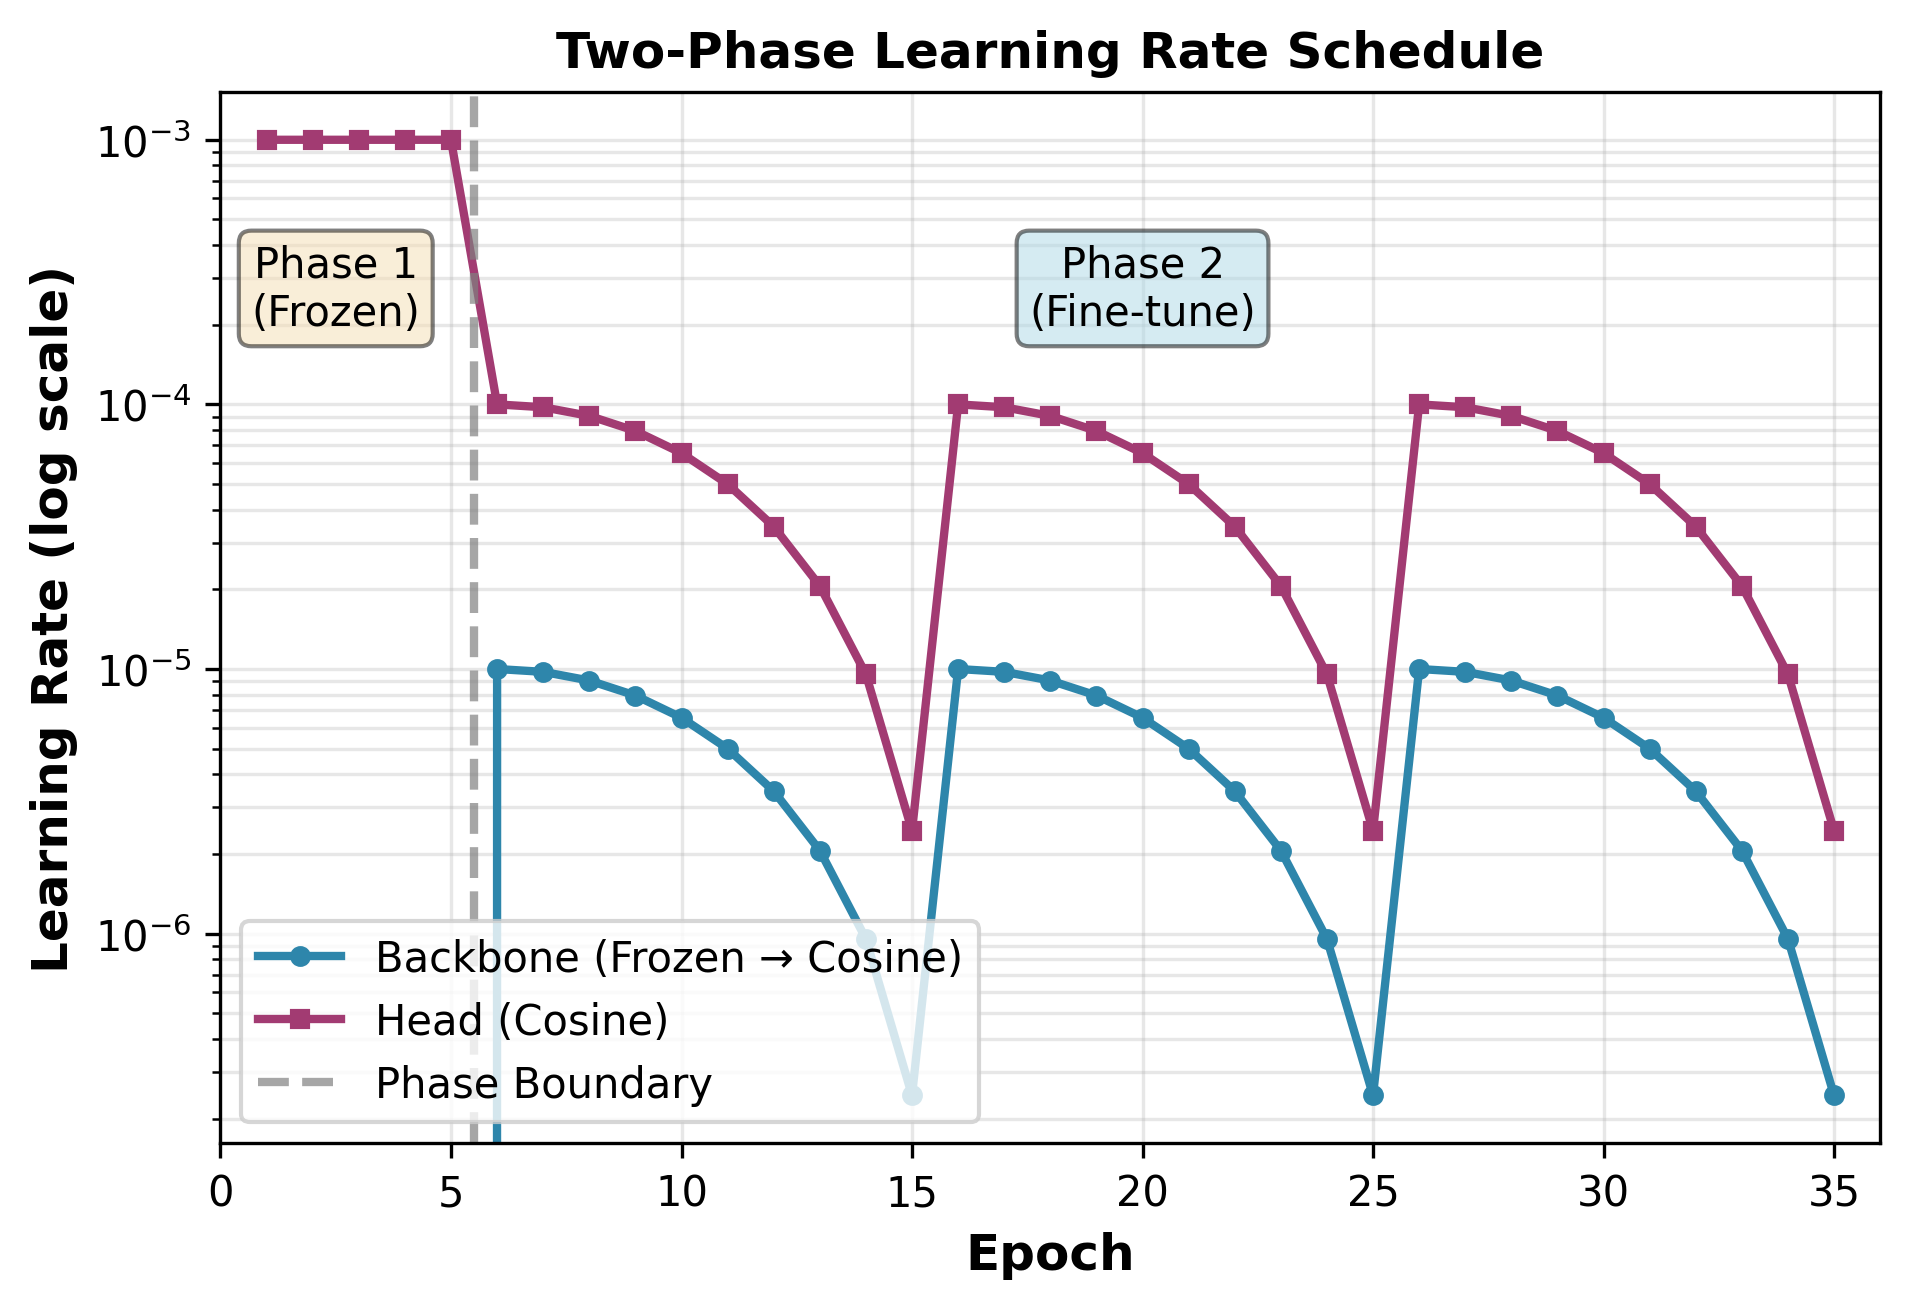 Two-Phase Learning Rate Schedule
Learning Rate (log scale)
10⁻³
10⁻⁴
10⁻⁵
10⁻⁶
Phase 1
(Frozen)
Phase 2
(Fine-tune)
Backbone (Frozen → Cosine)
Head (Cosine)
Phase Boundary
0 5 10 15 20 25 30 35
Epoch